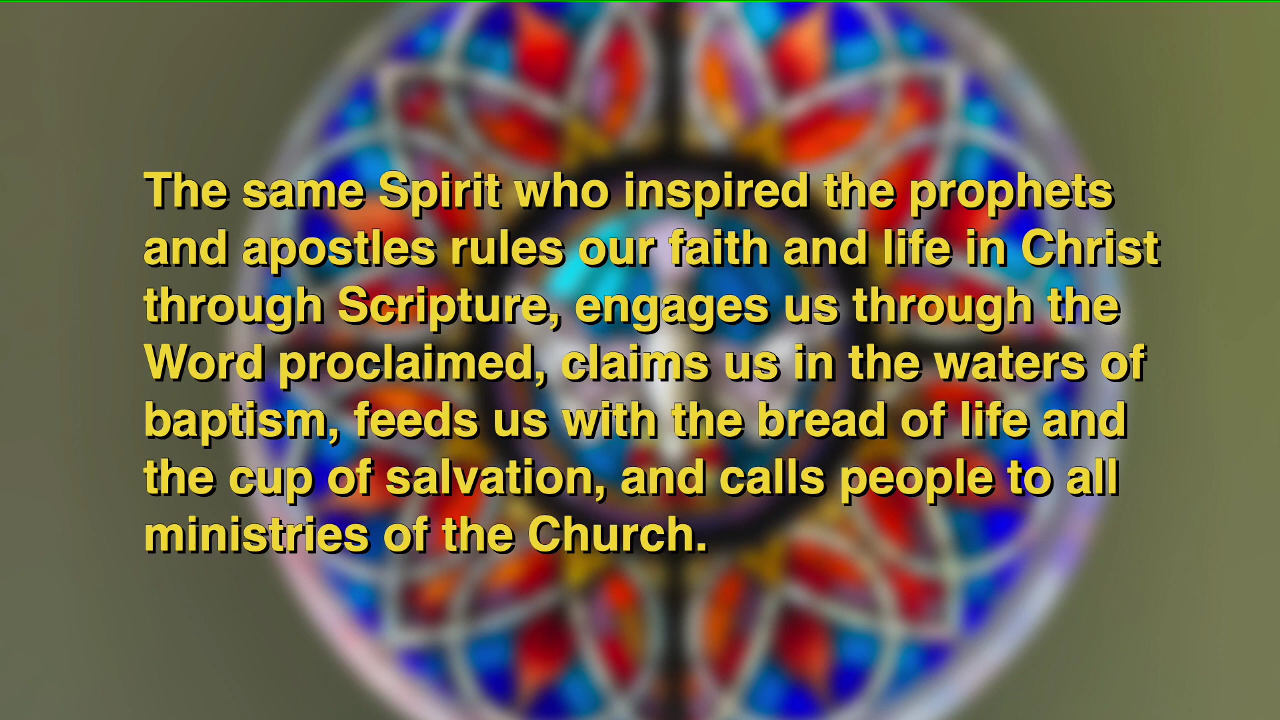 The same Spirit who inspired the prophets
and apostles rules our faith and life in Christ
through Scripture, engages us through the
Word proclaimed, claims us in the waters of
baptism, feeds us with the bread of life and
the cup of salvation, and calls people to all
ministries of the Church.